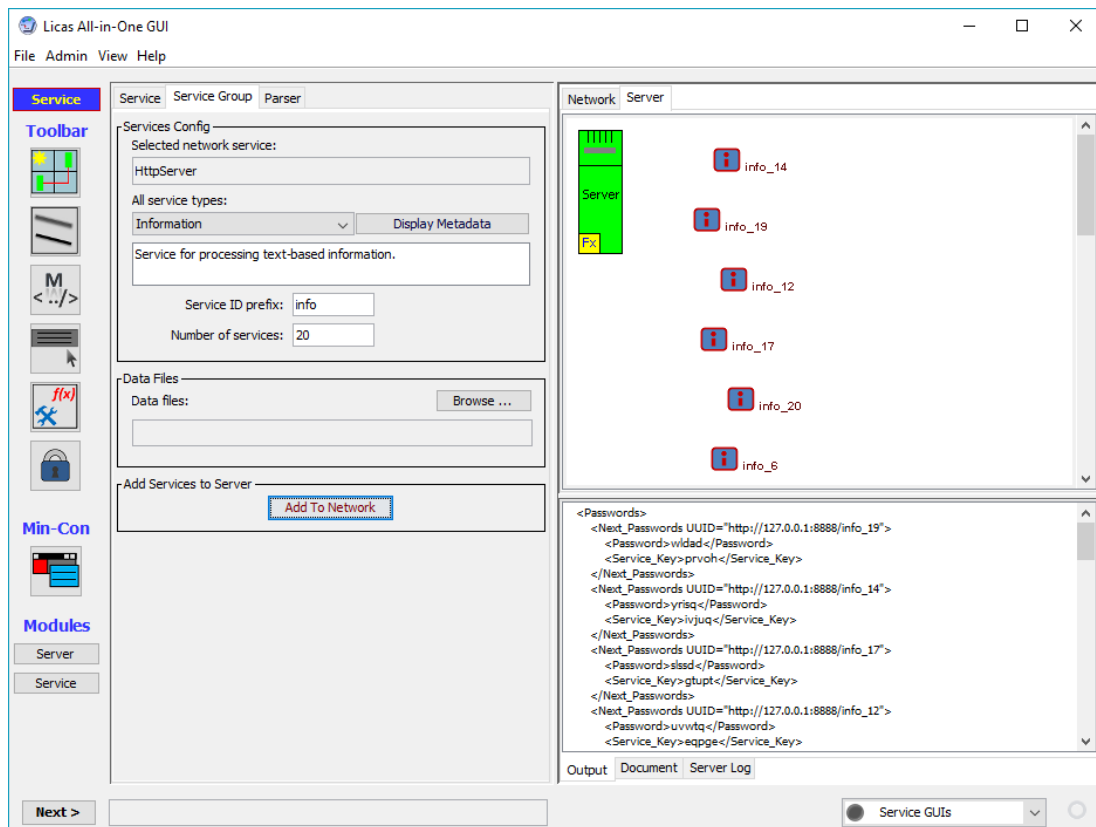 Licas All-in-One GUI
File Admin View Help
Service
Toolbar
M
<../>
f(x)
Min-Con
Modules
Server
Service
Next >
Service
Service Group
Parser
Services Config
Selected network service:
HttpServer
All service types:
Information
Display Metadata
Service for processing text-based information.
Service ID prefix: info
Number of services: 20
Data Files
Data files:
Browse ...
Add Services to Server
Add To Network
Network
Server
Server
Fx
info_14
info_19
info_12
info_17
info_20
info_6
<Passwords>
<Next_Passwords UUID="http://127.0.0.1:8888/info_19">
<Password>wldad</Password>
<Service_Key>prvoh</Service_Key>
</Next_Passwords>
<Next_Passwords UUID="http://127.0.0.1:8888/info_14">
<Password>yrisq</Password>
<Service_Key>ivjuq</Service_Key>
</Next_Passwords>
<Next_Passwords UUID="http://127.0.0.1:8888/info_17">
<Password>slssd</Password>
<Service_Key>gtupt</Service_Key>
</Next_Passwords>
<Next_Passwords UUID="http://127.0.0.1:8888/info_12">
<Password>uvwtq</Password>
<Service_Key>eqpge</Service_Key>
Output
Document
Server Log
Service GUIs